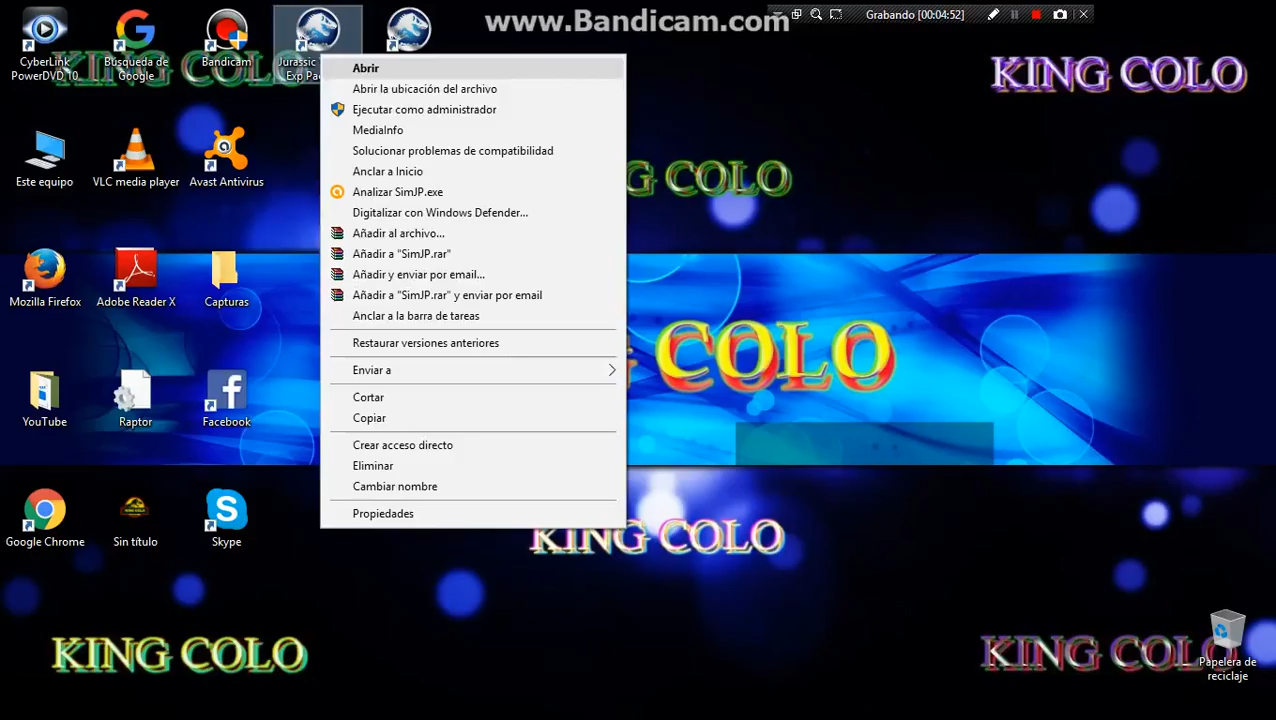 www.Bandicam.com
Grabando [00:04:52]
CyberLink
PowerDVD 10
Búsqueda de
Google
Bandicam
Jurassic
Exp Pac
KING COLO
KING COLO
Abrir
Abrir la ubicación del archivo
Ejecutar como administrador
MediaInfo
Solucionar problemas de compatibilidad
Anclar a Inicio
Analizar SimJP.exe
Digitalizar con Windows Defender...
Añadir al archivo...
Añadir a "SimJP.rar"
Añadir y enviar por email...
Añadir a "SimJP.rar" y enviar por email
Anclar a la barra de tareas
Restaurar versiones anteriores
Enviar a
Cortar
Copiar
Crear acceso directo
Eliminar
Cambiar nombre
Propiedades
Este equipo
VLC media player
Avast Antivirus
G COLO
Mozilla Firefox
Adobe Reader X
Capturas
COLO
YouTube
Raptor
Facebook
Google Chrome
Sin título
Skype
KING COLO
KING COLO
KING COLO
Papelera de
reciclaje